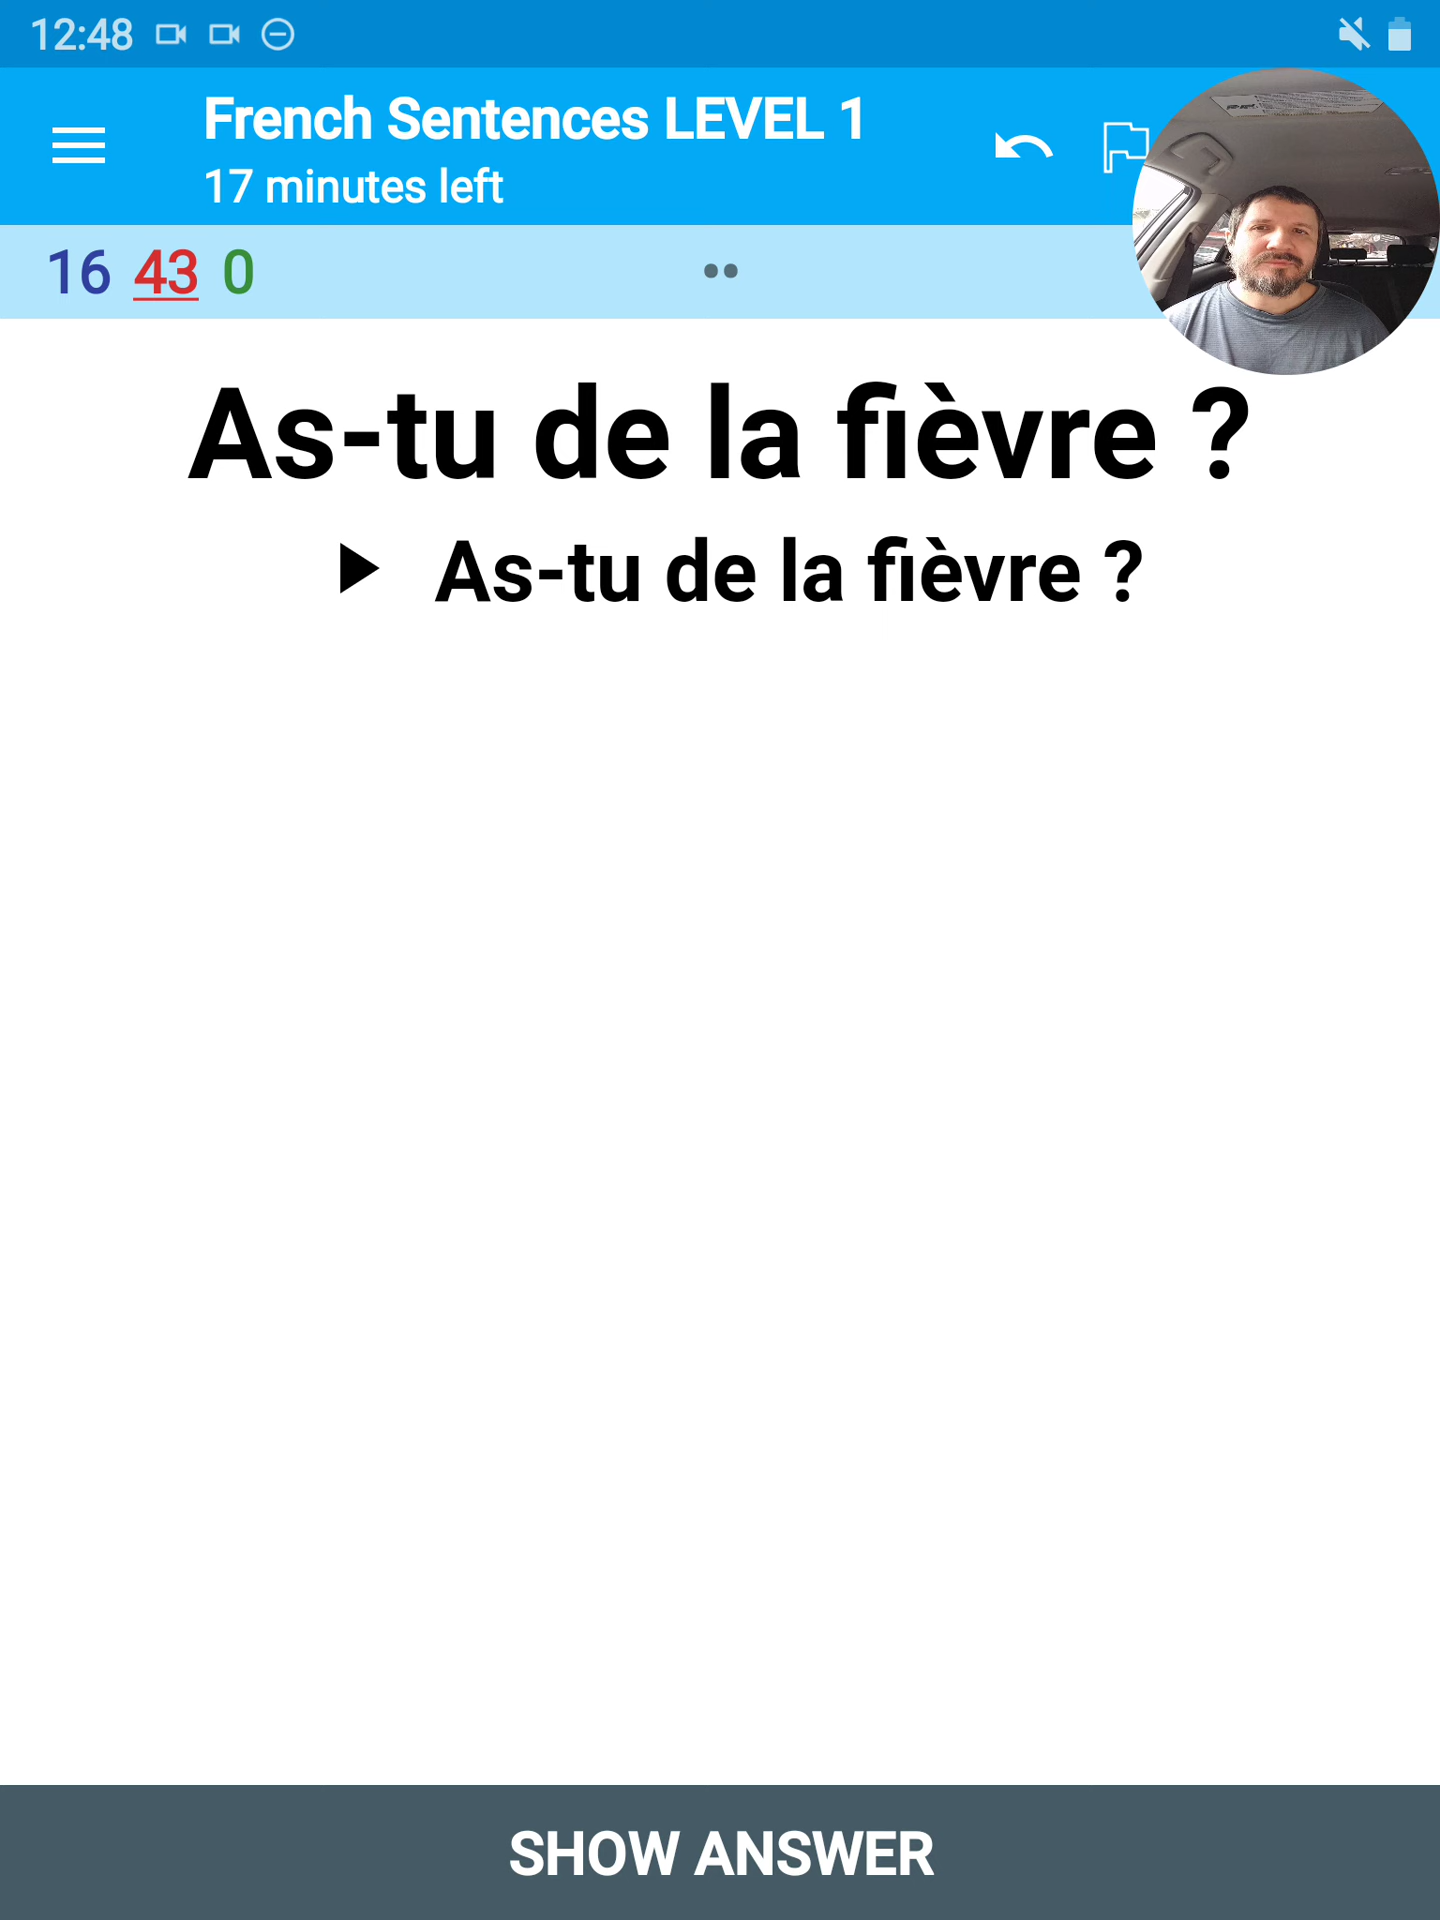 12:48
French Sentences LEVEL 1
17 minutes left
16 43 0
As-tu de la fièvre ?
As-tu de la fièvre ?
SHOW ANSWER